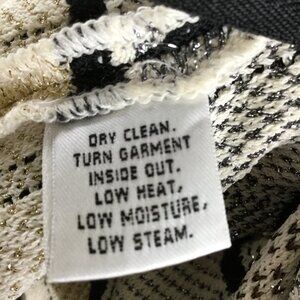 DRY CLEAN.
TURN GARMENT
INSIDE OUT.
LOW HEAT,
LOW MOISTURE,
LOW STEAM.